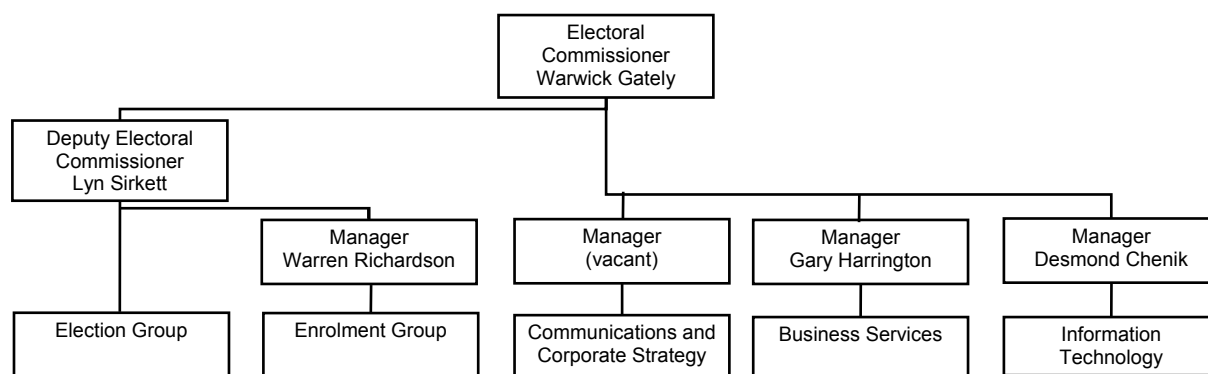 Electoral
Commissioner
Warwick Gately
Deputy Electoral
Commissioner
Lyn Sirkett
Manager
Warren Richardson
Manager
(vacant)
Manager
Gary Harrington
Manager
Desmond Chenik
Election Group
Enrolment Group
Communications and
Corporate Strategy
Business Services
Information
Technology